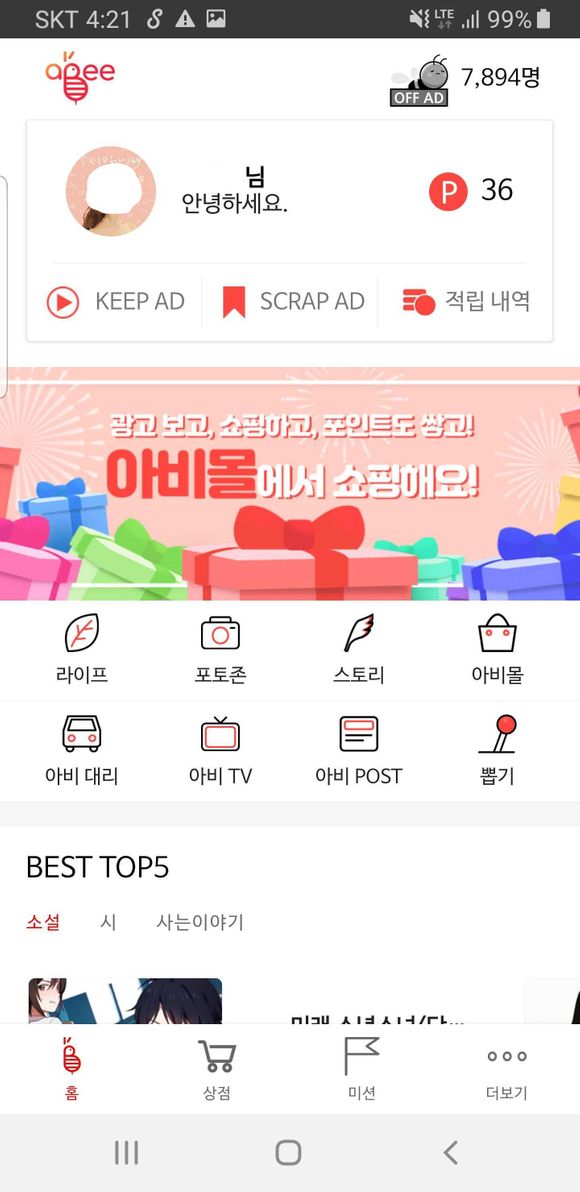 SKT 4:21
LTE
99%
aBee
OFF AD
7,894명
님
안녕하세요.
P 36
KEEP AD
SCRAP AD
적립 내역
광고 보고, 쇼핑하고, 포인트도 쌓고!
아비몰에서 쇼핑해요!
라이프
포토존
스토리
아비몰
아비 대리
아비 TV
아비 POST
뽑기
BEST TOP5
소설
시
사는이야기
홈
상점
미션
더보기